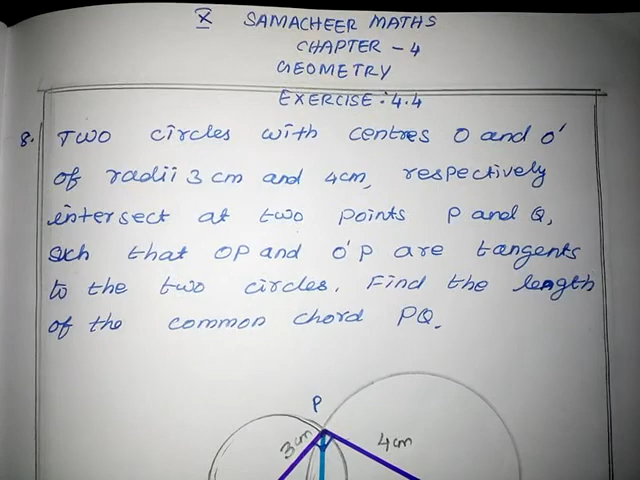 X SAMACHEER MATHS
CHAPTER - 4
GEOMETRY
EXERCISE: 4.4
8. TWO circles with centres O and O'
of radii 3 cm and 4cm, respectively
intersect at two points P and Q,
such that OP and O'P are tangents
to the two circles. Find the length
of the common chord PQ.
P
3cm 4cm